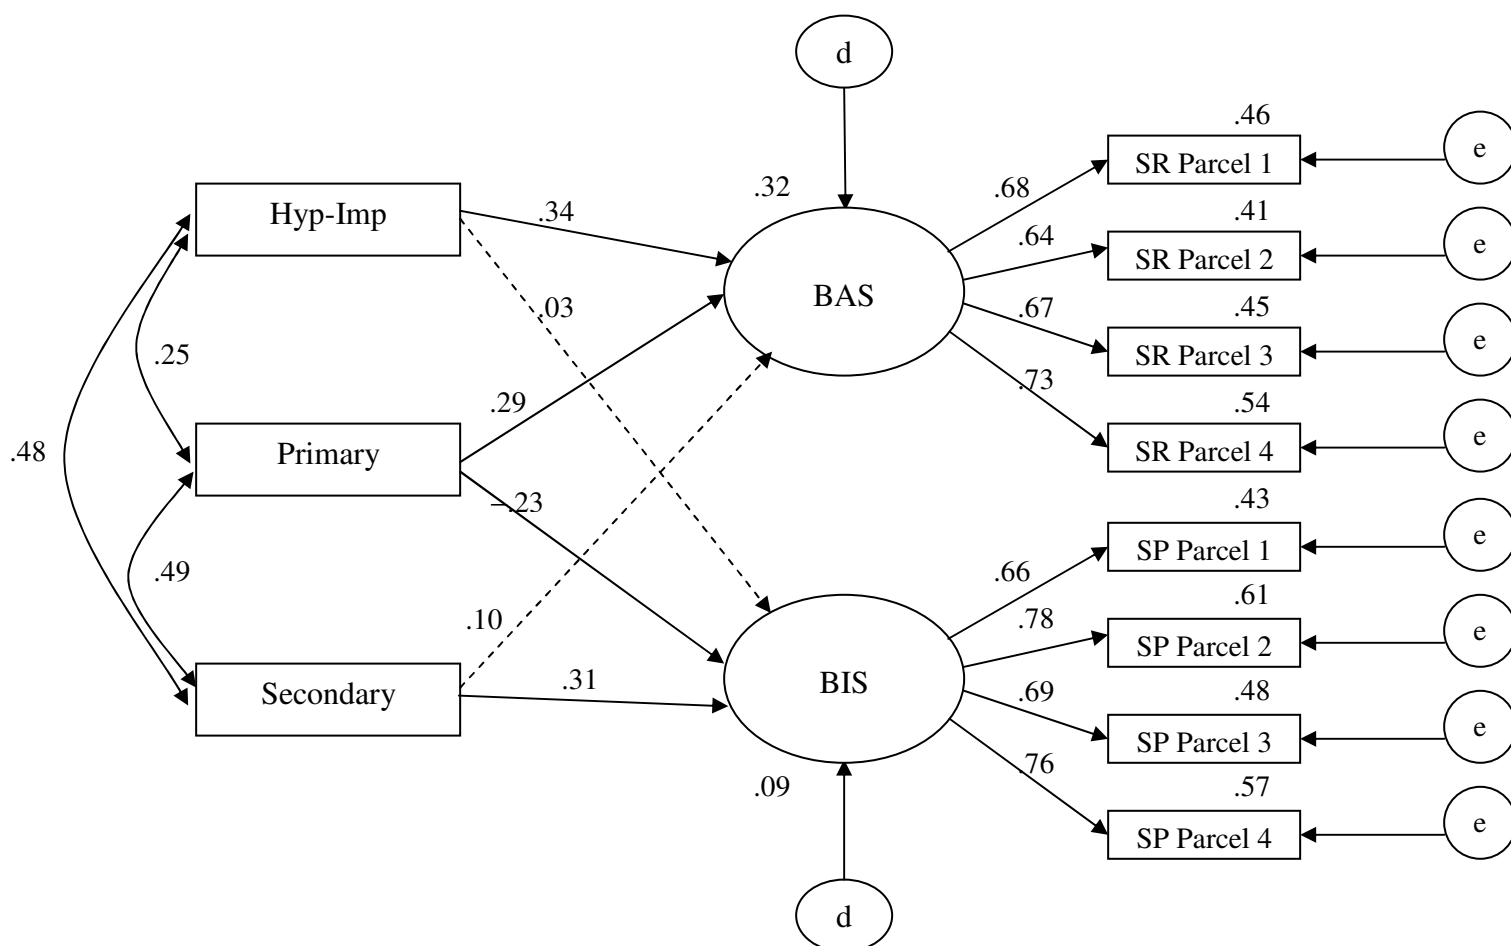 d
.46
SR Parcel 1
e
.68
.32
Hyp-Imp
.34
.41
SR Parcel 2
e
.64
BAS
.03
.45
SR Parcel 3
e
.67
.25
.73
.29
.54
SR Parcel 4
e
.48
Primary
–.23
.43
SP Parcel 1
e
.66
.49
.10
.61
SP Parcel 2
e
.78
Secondary
.31
BIS
.69
.48
SP Parcel 3
e
.76
.09
.57
SP Parcel 4
e
d